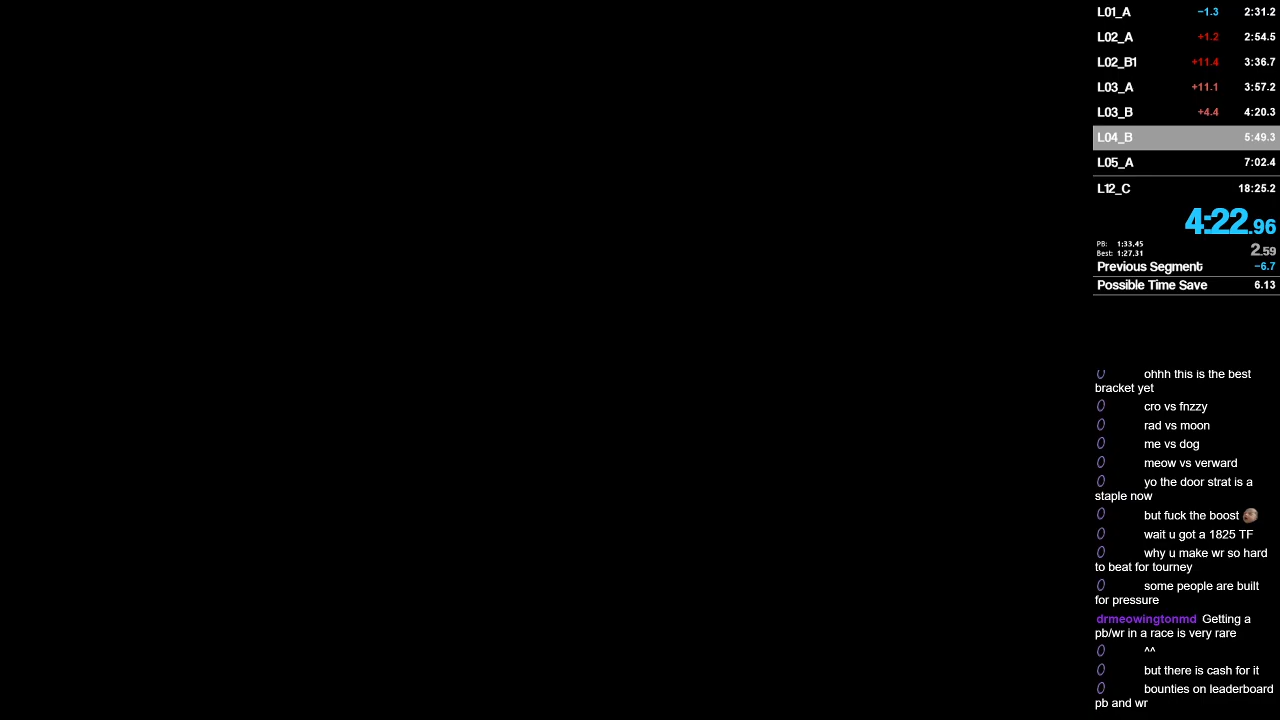 L01_A −1.3 2:31.2
L02_A +1.2 2:54.5
L02_B1 +11.4 3:36.7
L03_A +11.1 3:57.2
L03_B +4.4 4:20.3
L04_B 5:49.3
L05_A 7:02.4
L12_C 18:25.2
4:22.96
PB: 1:33.45
Best: 1:27.31
2.59
Previous Segment −6.7
Possible Time Save 6.13
ohhh this is the best
bracket yet
cro vs fnzzy
rad vs moon
me vs dog
meow vs verward
yo the door strat is a
staple now
but fuck the boost
wait u got a 1825 TF
why u make wr so hard
to beat for tourney
some people are built
for pressure
drmeowingtonmd Getting a
pb/wr in a race is very rare
^^
but there is cash for it
bounties on leaderboard
pb and wr